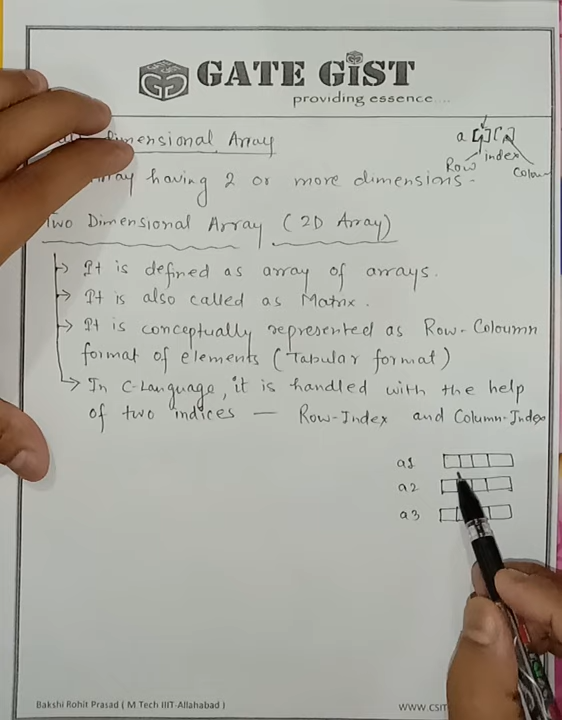 GATE GIST
providing essence....
Dimensional Array
a [ ] [ ]
Row index Coloum
having 2 or more dimensions.
Two Dimensional Array ( 2D Array)
→ It is defined as array of arrays.
→ It is also called as Matrix.
→ It is conceptually represented as Row-Coloumn
format of elements (Tabular format)
→ In C-Language, it is handled with the help
of two indices — Row-Index and Column-Index
a1
a2
a3
Bakshi Rohit Prasad ( M Tech IIIT-Allahabad )
WWW.CSIT